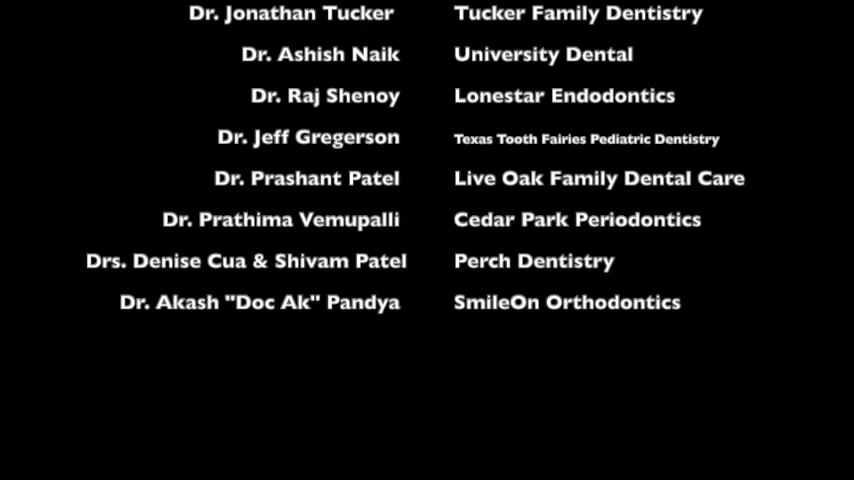 Dr. Jonathan Tucker Tucker Family Dentistry
Dr. Ashish Naik University Dental
Dr. Raj Shenoy Lonestar Endodontics
Dr. Jeff Gregerson Texas Tooth Fairies Pediatric Dentistry
Dr. Prashant Patel Live Oak Family Dental Care
Dr. Prathima Vemupalli Cedar Park Periodontics
Drs. Denise Cua & Shivam Patel Perch Dentistry
Dr. Akash "Doc Ak" Pandya SmileOn Orthodontics